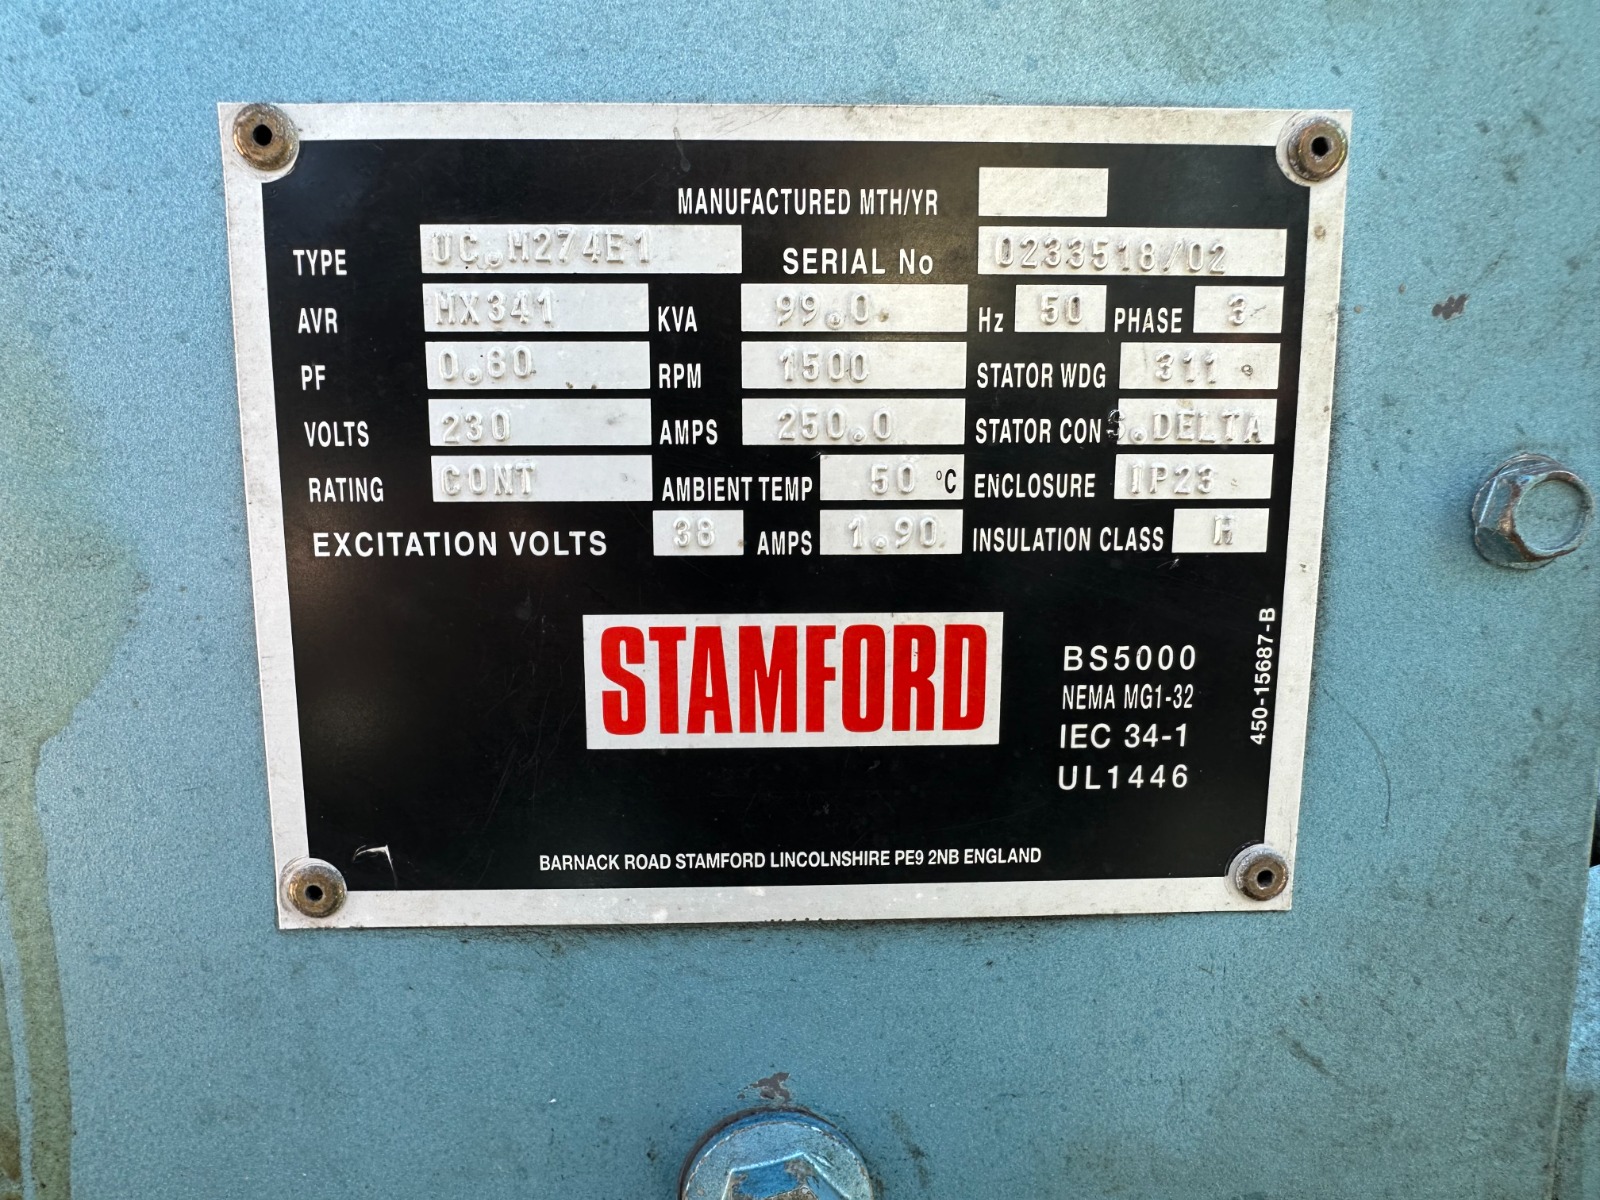 MANUFACTURED MTH/YR
TYPE UC.H274E1 SERIAL No 0233518/02
AVR MX341 KVA 99.0 Hz 50 PHASE 3
PF 0.80 RPM 1500 STATOR WDG 311
VOLTS 230 AMPS 250.0 STATOR CON S.DELTA
RATING CONT AMBIENT TEMP 50 °C ENCLOSURE IP23
EXCITATION VOLTS 38 AMPS 1.90 INSULATION CLASS H
STAMFORD
BS5000
NEMA MG1-32
IEC 34-1
UL1446
450-15687-B
BARNACK ROAD STAMFORD LINCOLNSHIRE PE9 2NB ENGLAND